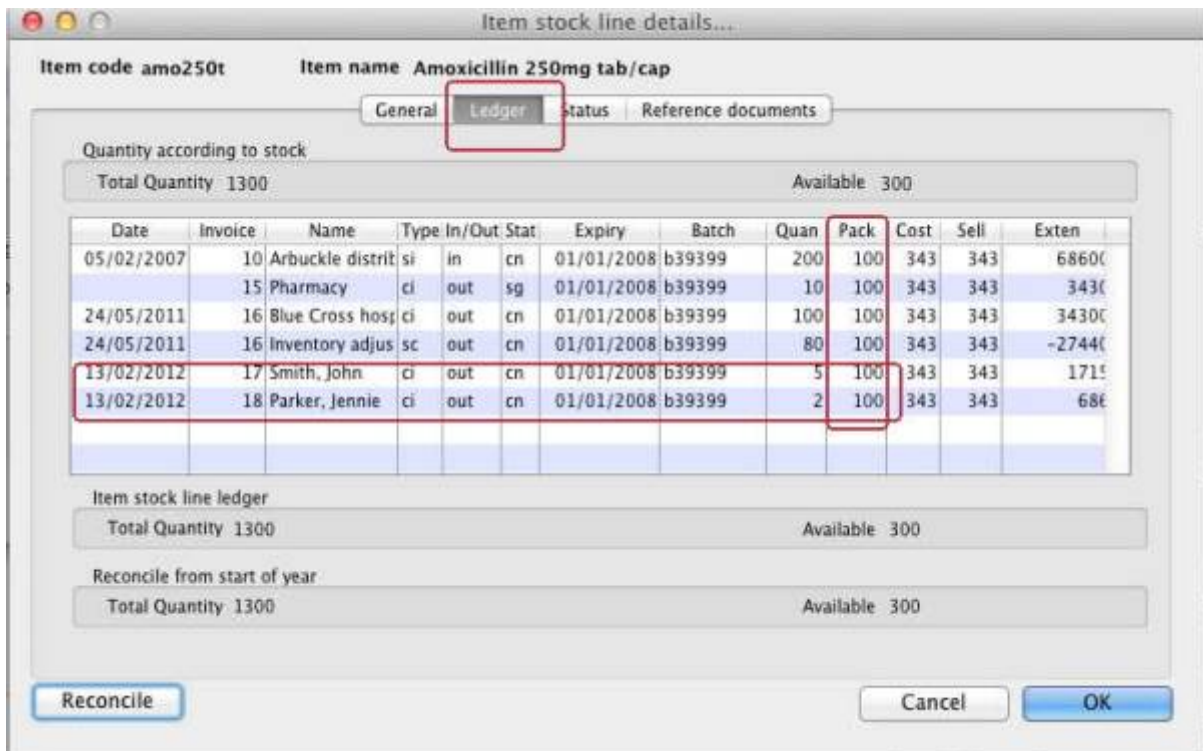 Item stock line details...
Item code amo250t Item name Amoxicillin 250mg tab/cap
General Ledger Status Reference documents
Quantity according to stock
Total Quantity 1300 Available 300
Date Invoice Name Type In/Out Stat Expiry Batch Quan Pack Cost Sell Exten
05/02/2007 10 Arbuckle distrit si in cn 01/01/2008 b39399 200 100 343 343 68600
15 Pharmacy ci out sg 01/01/2008 b39399 10 100 343 343 3430
24/05/2011 16 Blue Cross hosp ci out cn 01/01/2008 b39399 100 100 343 343 34300
24/05/2011 16 Inventory adjus sc out cn 01/01/2008 b39399 80 100 343 343 -27440
13/02/2012 17 Smith, John ci out cn 01/01/2008 b39399 5 100 343 343 1715
13/02/2012 18 Parker, Jennie ci out cn 01/01/2008 b39399 2 100 343 343 686
Item stock line ledger
Total Quantity 1300 Available 300
Reconcile from start of year
Total Quantity 1300 Available 300
Reconcile Cancel OK